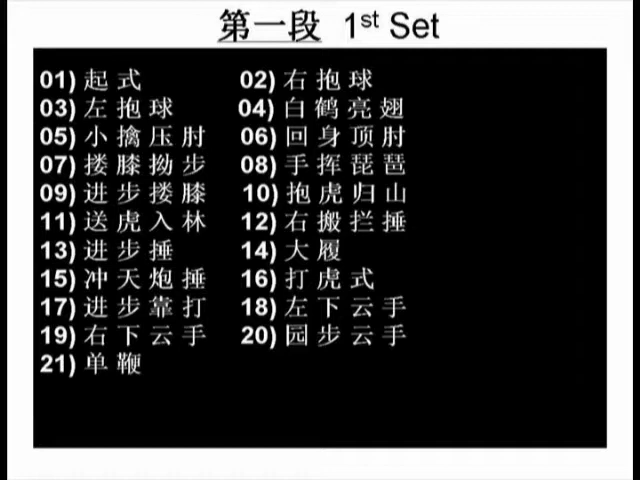 第一段 1st Set
01) 起式 02) 右抱球
03) 左抱球 04) 白鹤亮翅
05) 小擒压肘 06) 回身顶肘
07) 搂膝拗步 08) 手挥琵琶
09) 进步搂膝 10) 抱虎归山
11) 送虎入林 12) 右搬拦捶
13) 进步捶 14) 大履
15) 冲天炮捶 16) 打虎式
17) 进步靠打 18) 左下云手
19) 右下云手 20) 园步云手
21) 单鞭